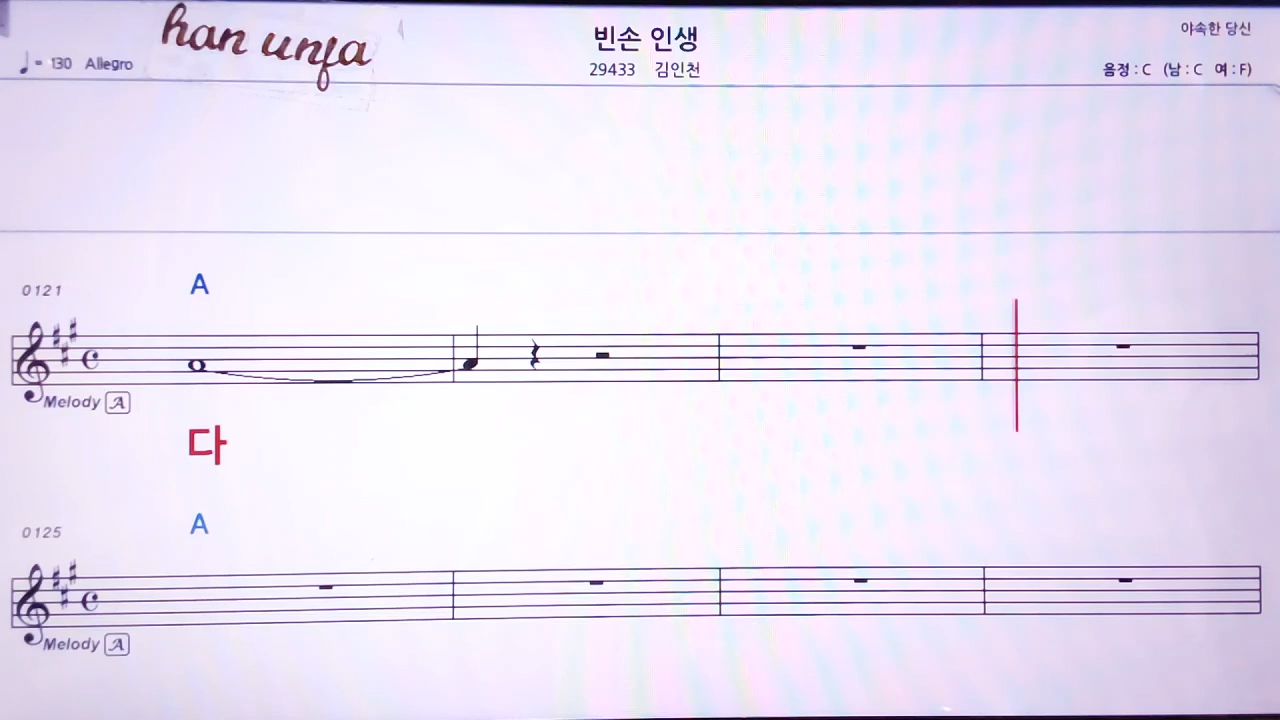 han unfa
빈손 인생
야속한 당신
♩= 130 Allegro
29433 김인천
음정 : C (남 : C 여 : F)
0121
A
Melody A
다
0125
A
Melody A